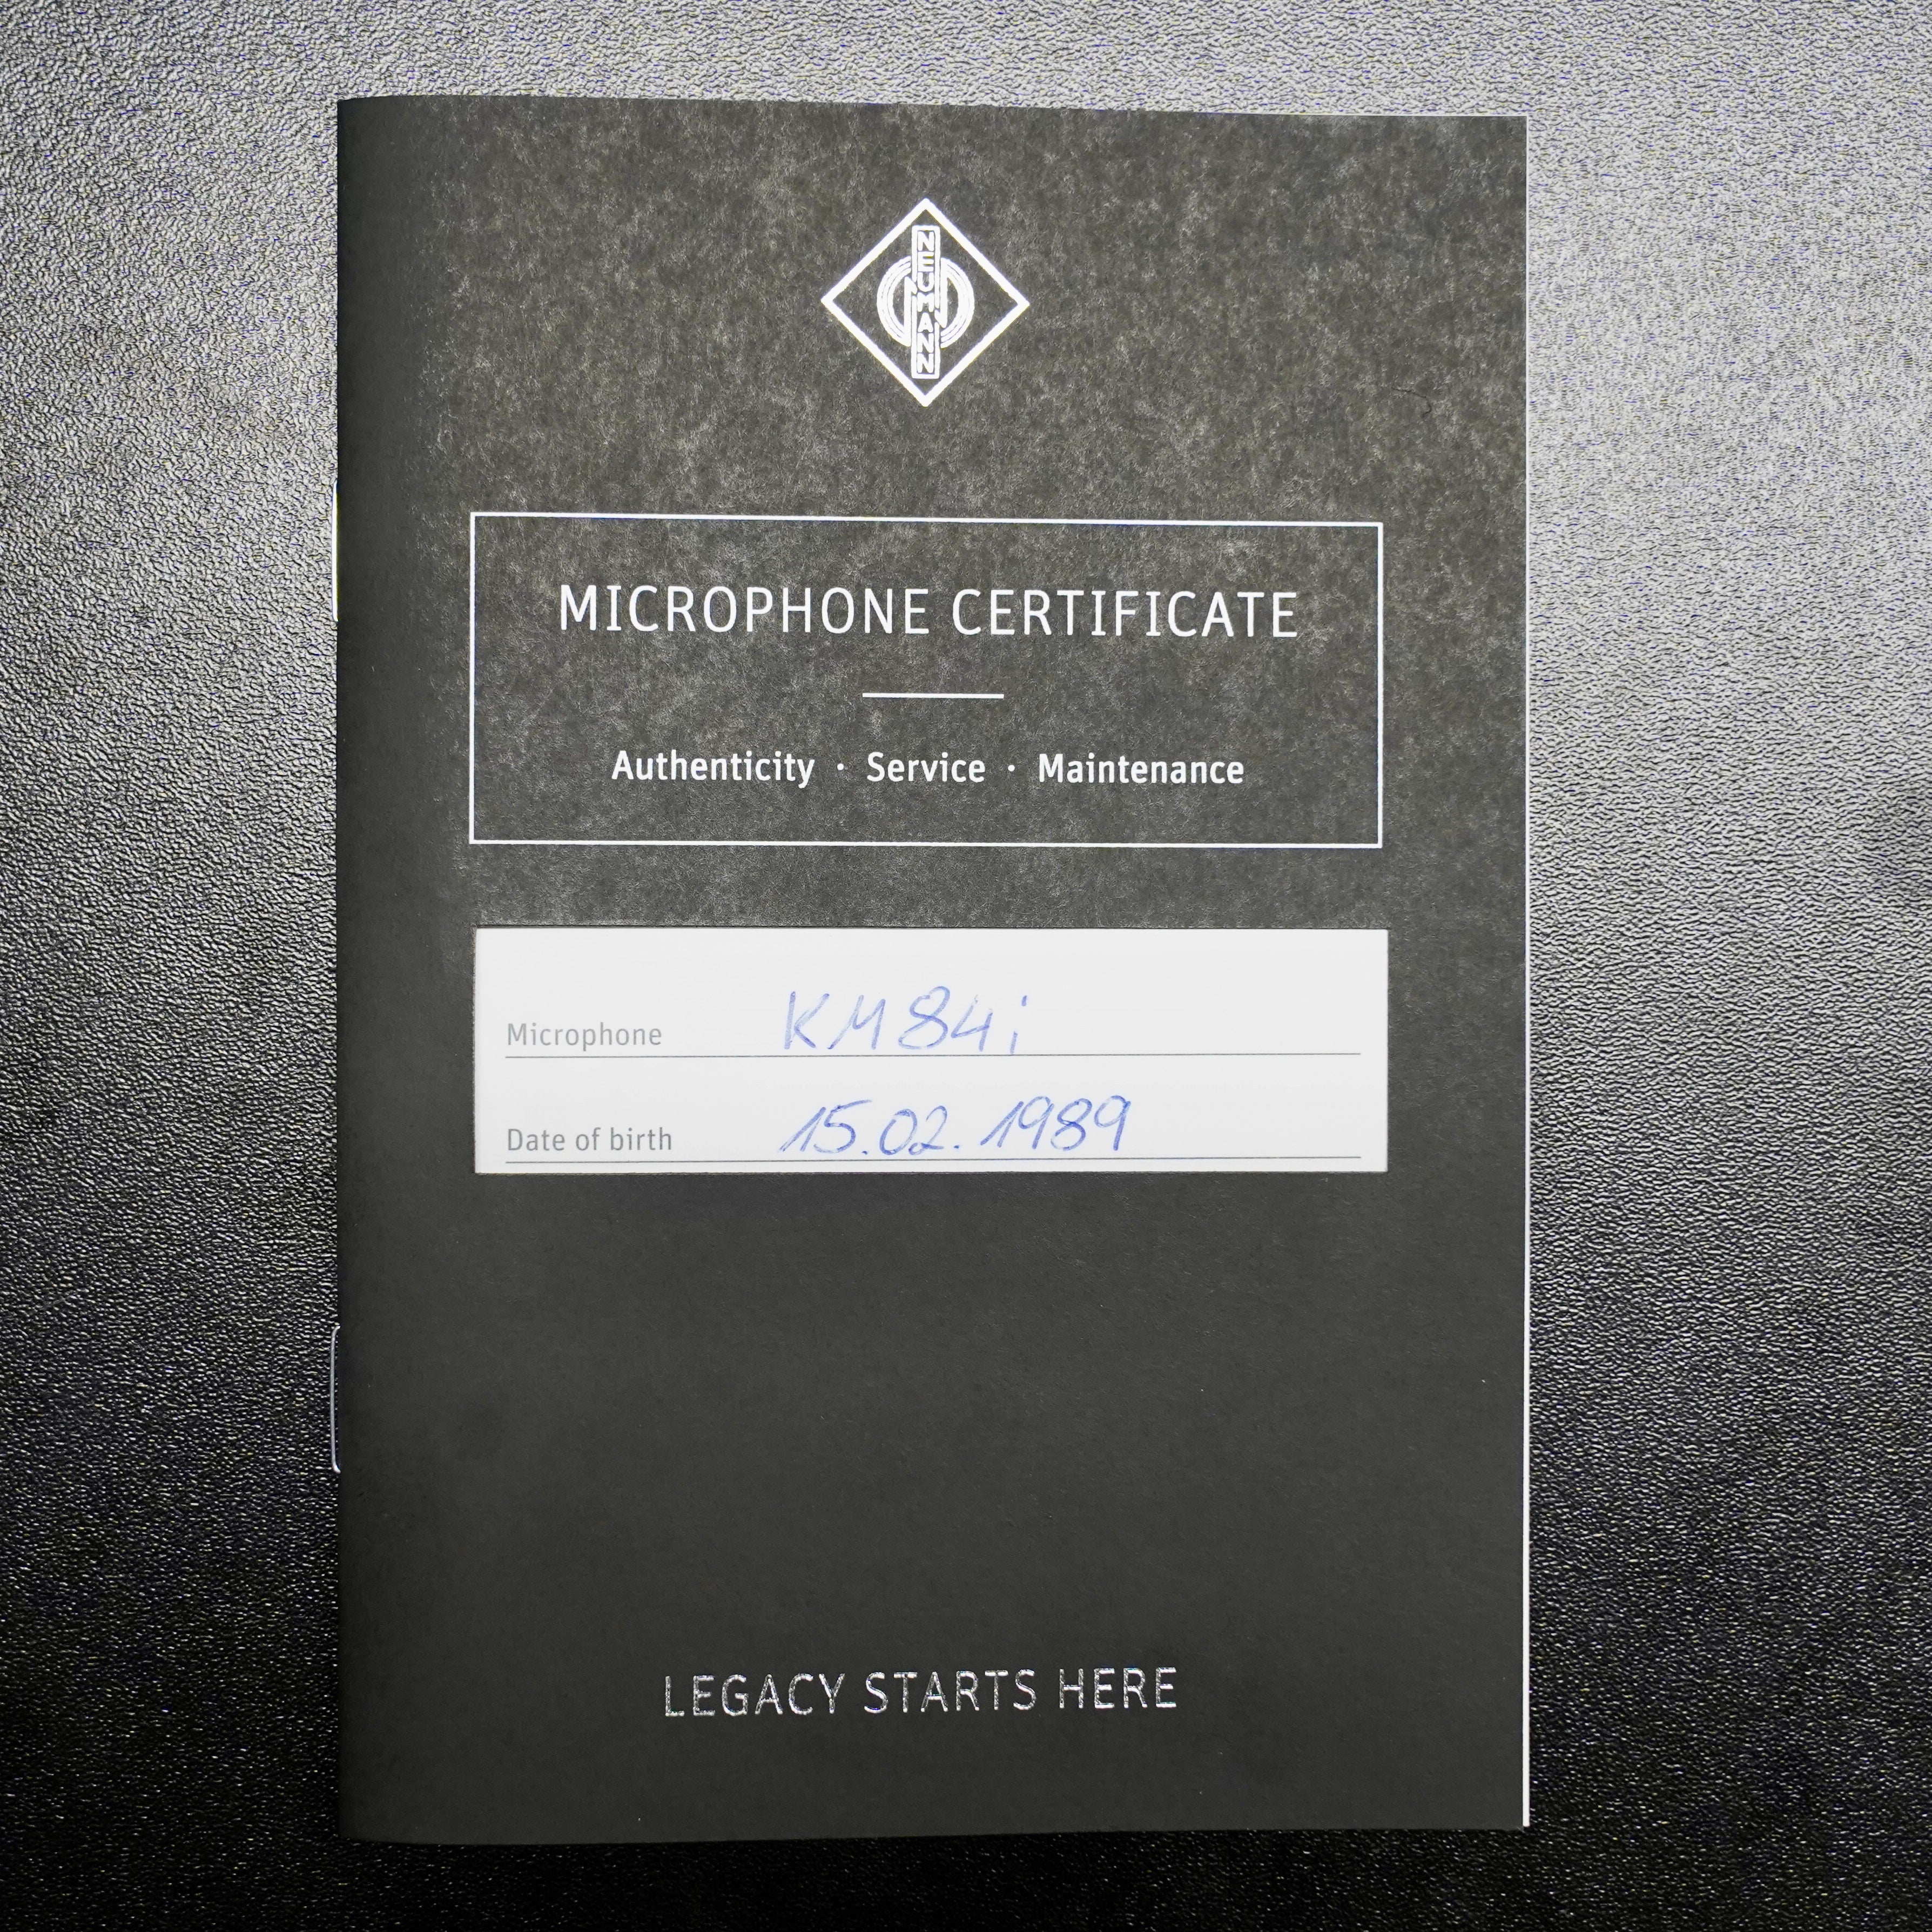 NEUMANN
MICROPHONE CERTIFICATE
Authenticity · Service · Maintenance
Microphone KM84i
Date of birth 15.02.1989
LEGACY STARTS HERE